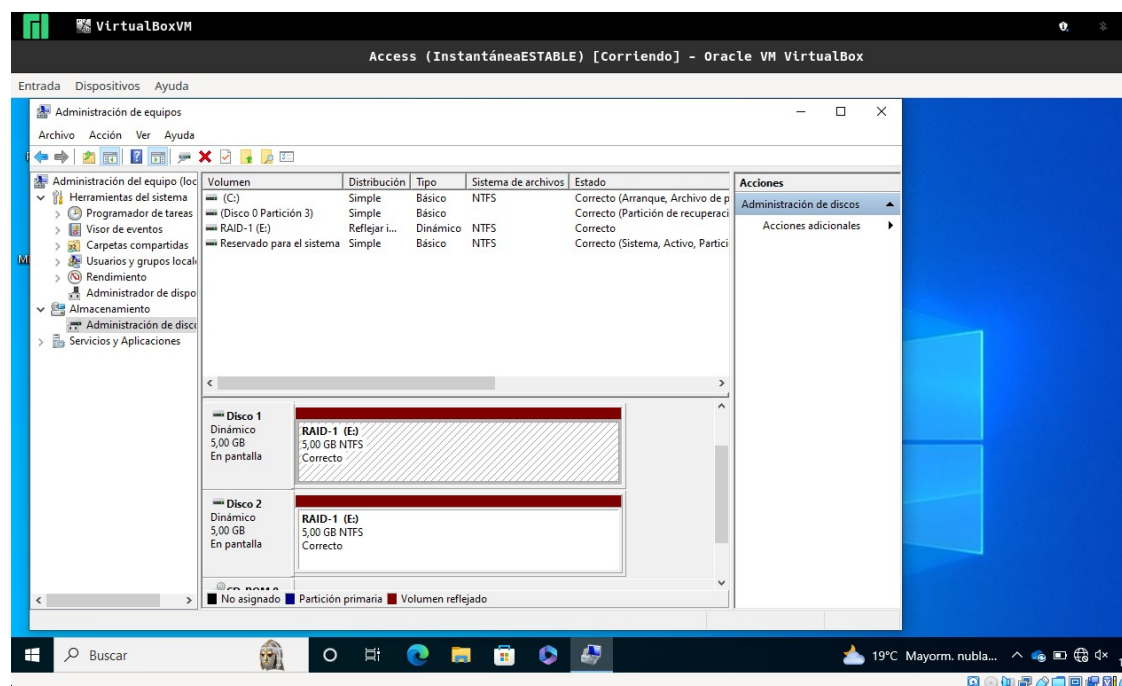 VirtualBoxVM
Access (InstantáneaESTABLE) [Corriendo] - Oracle VM VirtualBox
Entrada Dispositivos Ayuda
Administración de equipos
Archivo Acción Ver Ayuda
Administración del equipo (loc
Herramientas del sistema
Programador de tareas
Visor de eventos
Carpetas compartidas
Usuarios y grupos locale
Rendimiento
Administrador de dispo
Almacenamiento
Administración de disco
Servicios y Aplicaciones
Volumen Distribución Tipo Sistema de archivos Estado
(C:) Simple Básico NTFS Correcto (Arranque, Archivo de p
(Disco 0 Partición 3) Simple Básico Correcto (Partición de recuperaci
RAID-1 (E:) Reflejar i... Dinámico NTFS Correcto
Reservado para el sistema Simple Básico NTFS Correcto (Sistema, Activo, Partici
Acciones
Administración de discos
Acciones adicionales
Disco 1
Dinámico
5,00 GB
En pantalla
RAID-1 (E:)
5,00 GB NTFS
Correcto
Disco 2
Dinámico
5,00 GB
En pantalla
RAID-1 (E:)
5,00 GB NTFS
Correcto
No asignado Partición primaria Volumen reflejado
Buscar
19°C Mayorm. nubla...